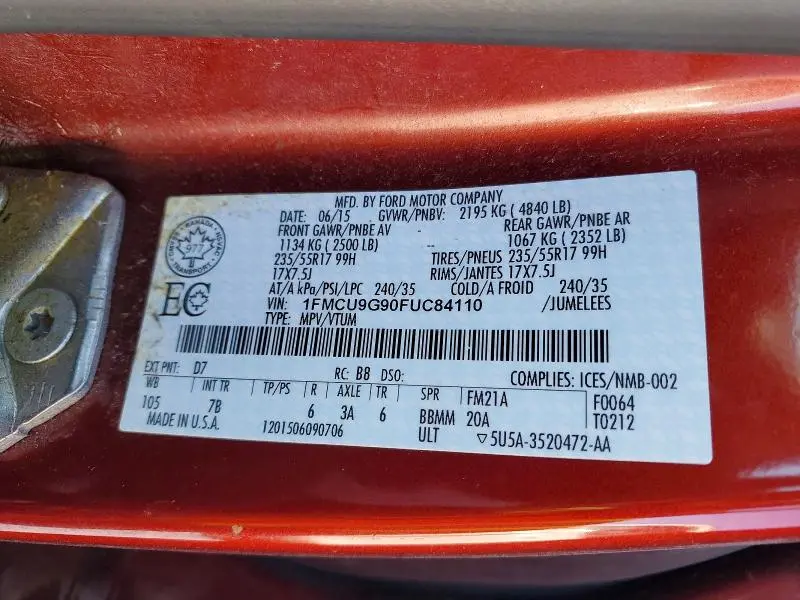 MFD. BY FORD MOTOR COMPANY
DATE: 06/15 GVWR/PNBV: 2195 KG ( 4840 LB)
FRONT GAWR/PNBE AV REAR GAWR/PNBE AR
1134 KG ( 2500 LB) -- 1067 KG ( 2352 LB)
235/55R17 99H TIRES/PNEUS 235/55R17 99H
17X7.5J RIMS/JANTES 17X7.5J
AT/A kPa/PSI/LPC 240/35 COLD/A FROID 240/35
VIN: 1FMCU9G90FUC84110 /JUMELEES
TYPE: MPV/VTUM
CANADA
977
TRANSPORT
EC
EXT PNT: D7 RC: B8 DSO: COMPLIES: ICES/NMB-002
WB INT TR TP/PS R AXLE TR SPR FM21A F0064
105 7B 6 3A 6 BBMM 20A T0212
MADE IN U.S.A. 1201506090706 ULT ▽5U5A-3520472-AA